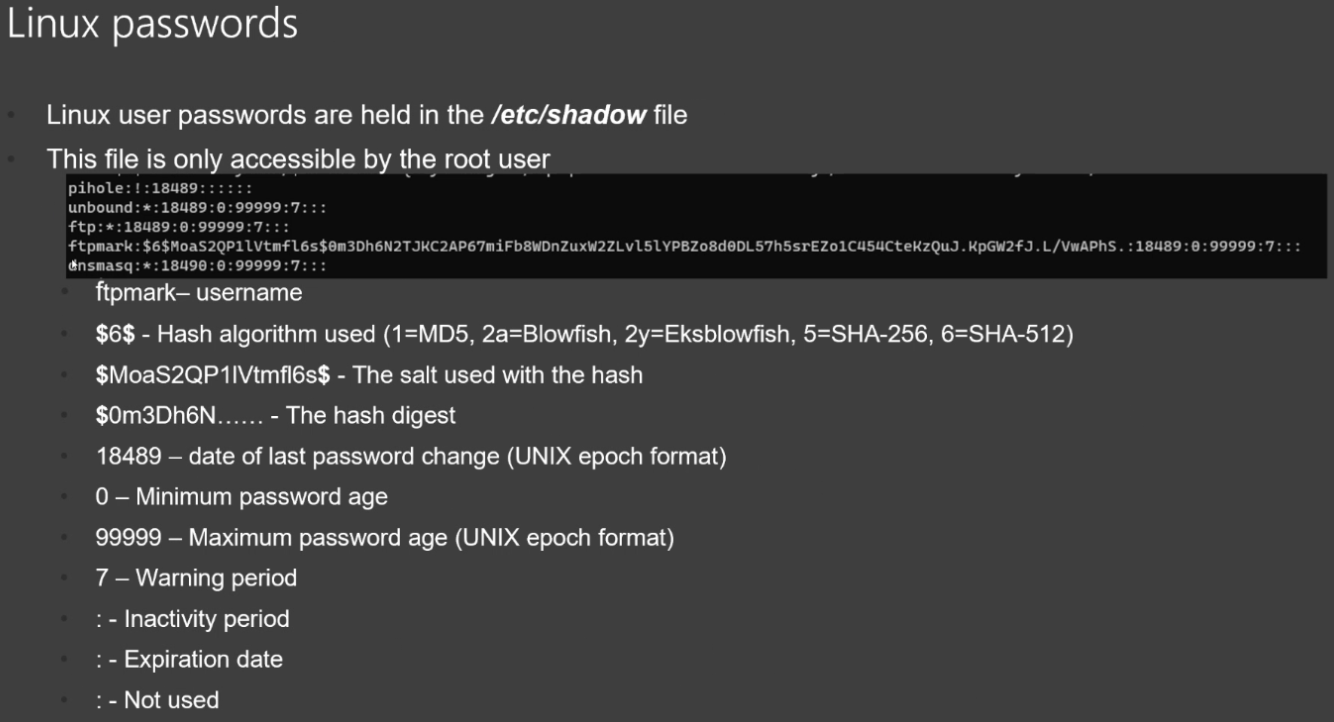 Linux passwords
Linux user passwords are held in the /etc/shadow file
This file is only accessible by the root user
pihole:!:18489::::::
unbound:*:18489:0:99999:7:::
ftp:*:18489:0:99999:7:::
ftpmark:$6$MoaS2QP1lVtmfl6s$0m3Dh6N2TJKC2AP67miFb8WDnZuxW2ZLvl5lYPBZo8d0DL57h5srEZo1C454CteKzQuJ.KpGW2fJ.L/VwAPhS.:18489:0:99999:7:::
dnsmasq:*:18490:0:99999:7:::
ftpmark– username
$6$ - Hash algorithm used (1=MD5, 2a=Blowfish, 2y=Eksblowfish, 5=SHA-256, 6=SHA-512)
$MoaS2QP1lVtmfl6s$ - The salt used with the hash
$0m3Dh6N…… - The hash digest
18489 – date of last password change (UNIX epoch format)
0 – Minimum password age
99999 – Maximum password age (UNIX epoch format)
7 – Warning period
: - Inactivity period
: - Expiration date
: - Not used